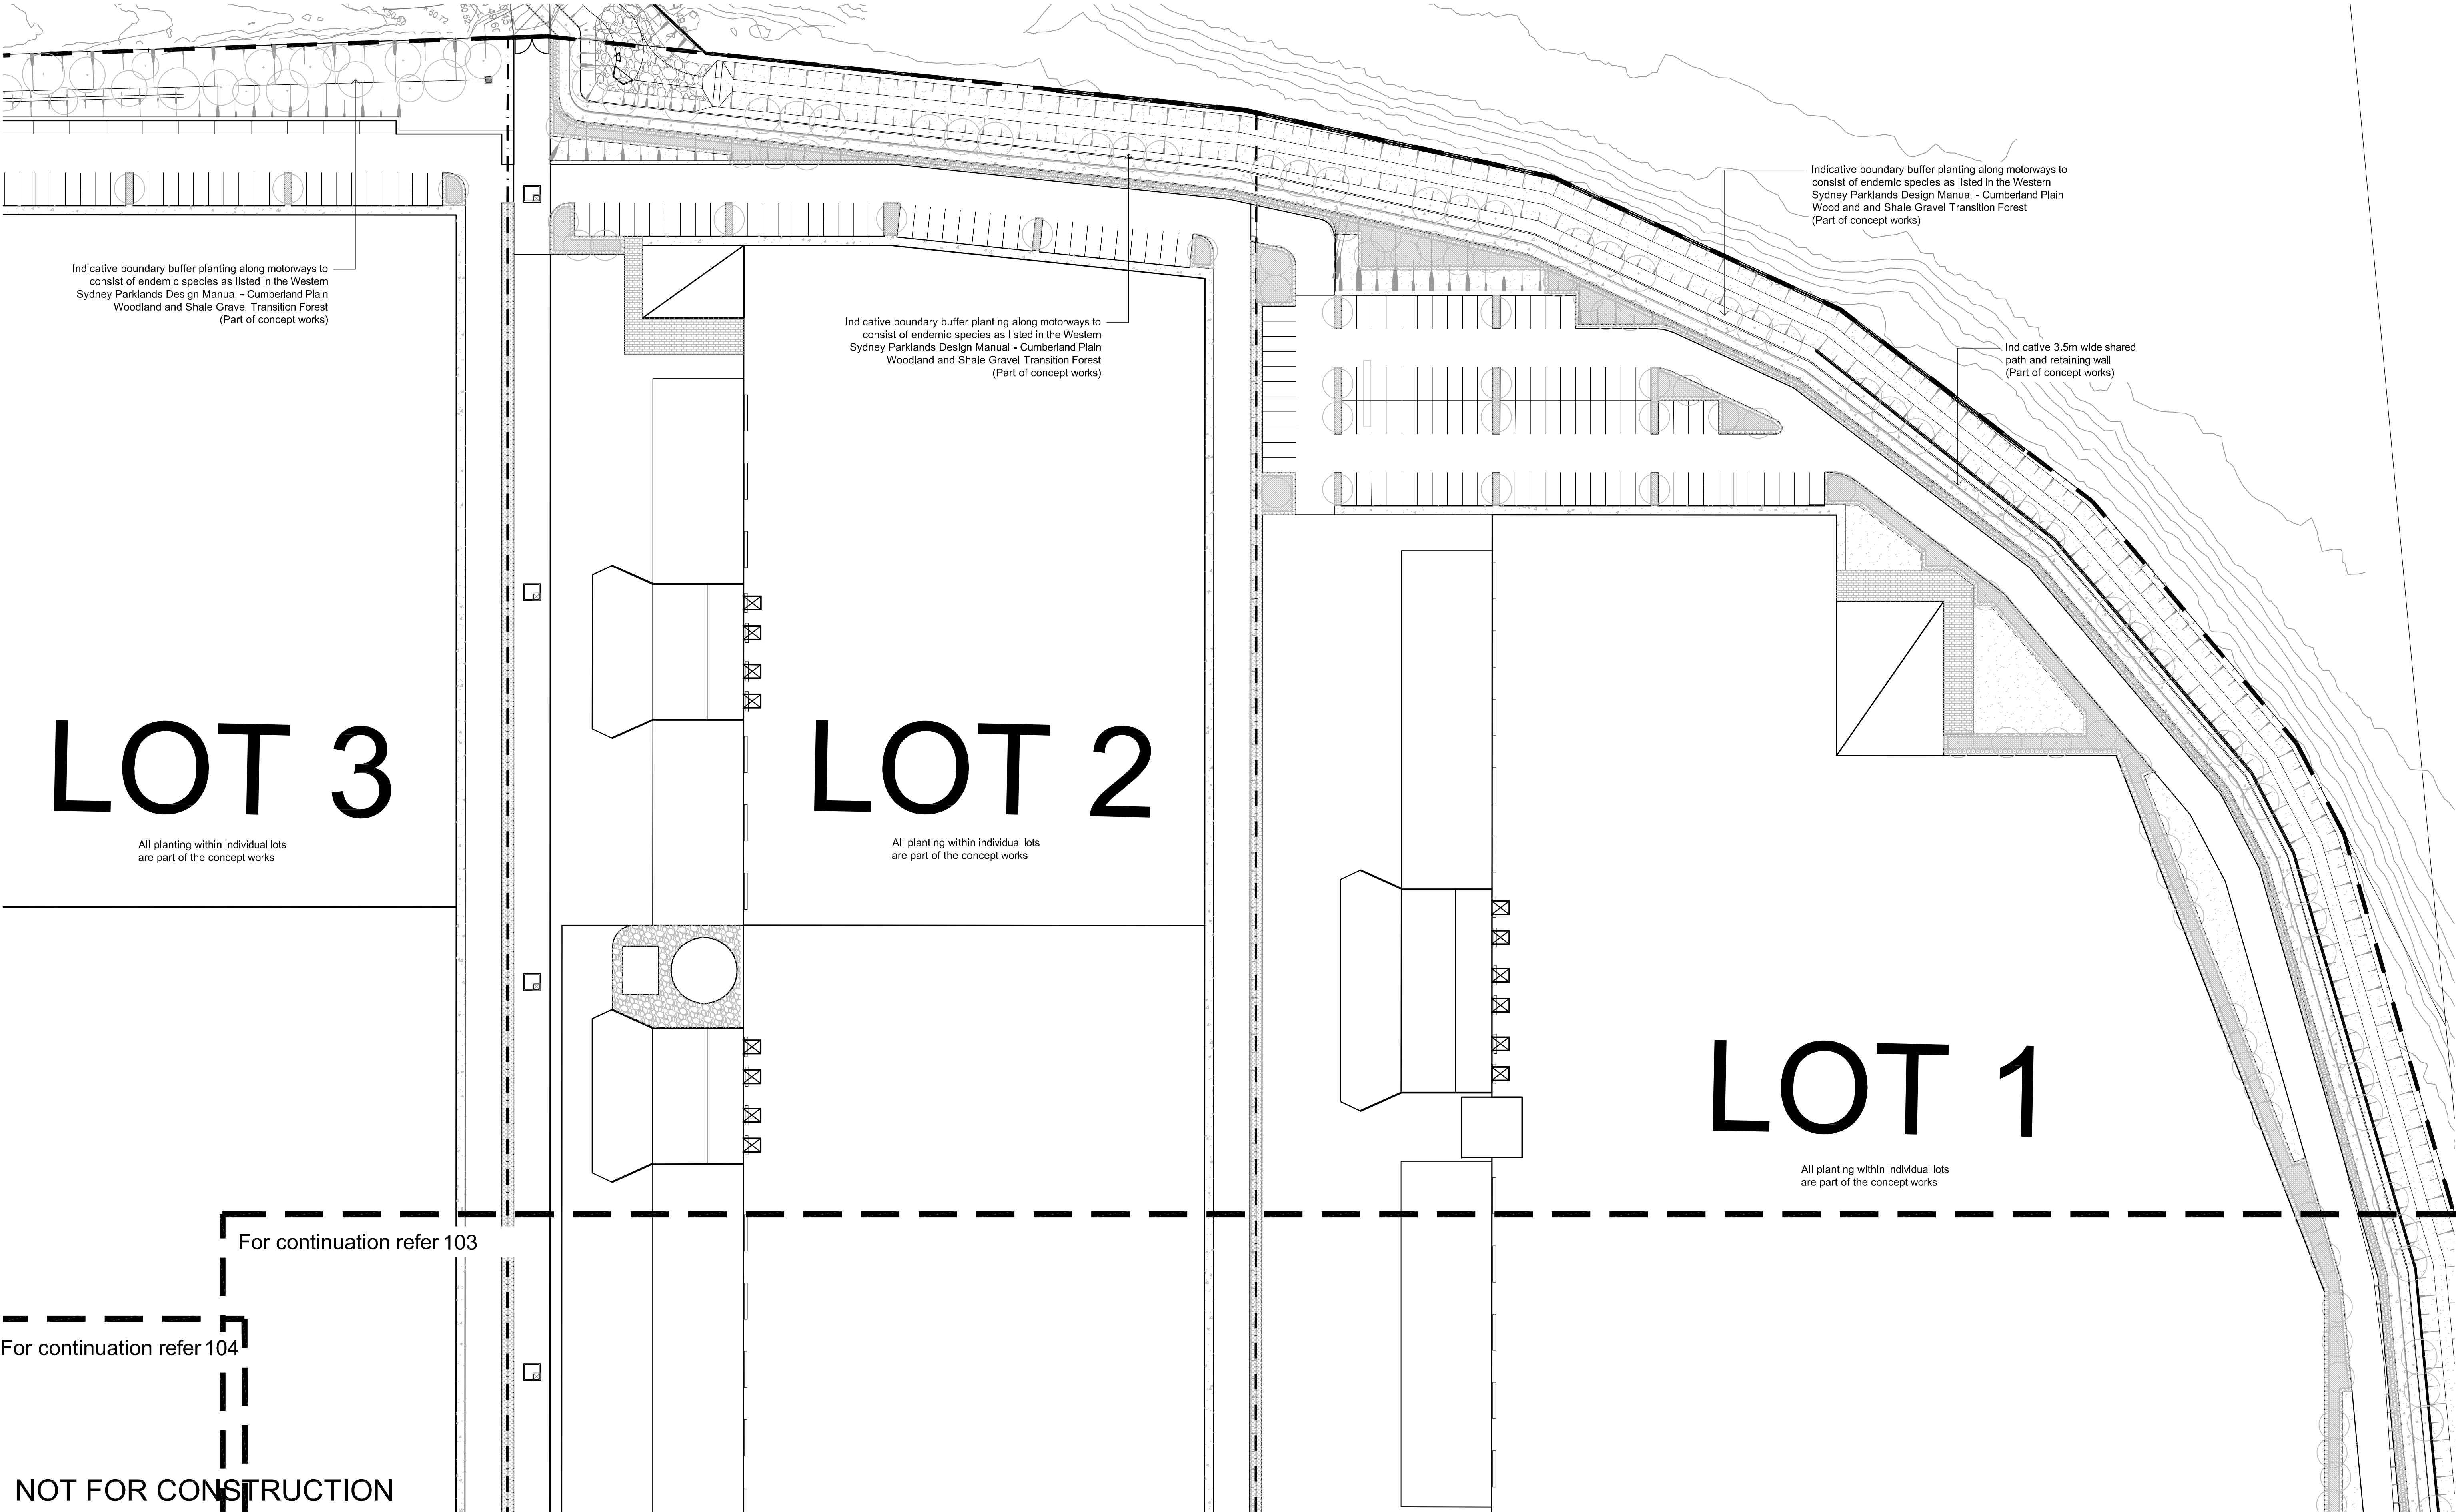 60.72
Indicative boundary buffer planting along motorways to
consist of endemic species as listed in the Western
Sydney Parklands Design Manual - Cumberland Plain
Woodland and Shale Gravel Transition Forest
(Part of concept works)
Indicative boundary buffer planting along motorways to
consist of endemic species as listed in the Western
Sydney Parklands Design Manual - Cumberland Plain
Woodland and Shale Gravel Transition Forest
(Part of concept works)
Indicative boundary buffer planting along motorways to
consist of endemic species as listed in the Western
Sydney Parklands Design Manual - Cumberland Plain
Woodland and Shale Gravel Transition Forest
(Part of concept works)
Indicative 3.5m wide shared
path and retaining wall
(Part of concept works)
LOT 3
All planting within individual lots
are part of the concept works
LOT 2
All planting within individual lots
are part of the concept works
LOT 1
All planting within individual lots
are part of the concept works
For continuation refer 103
For continuation refer 104
NOT FOR CONSTRUCTION